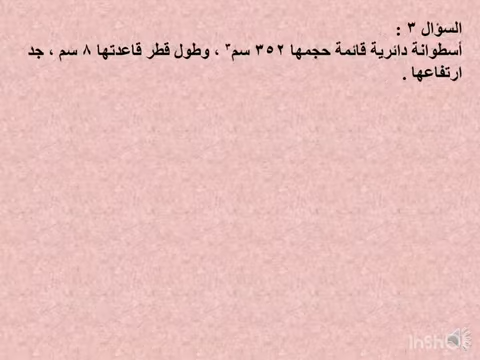 السؤال ٣ :
أسطوانة دائرية قائمة حجمها ٣٥٢ سم٣ ، وطول قطر قاعدتها ٨ سم ، جد
ارتفاعها .
InShot